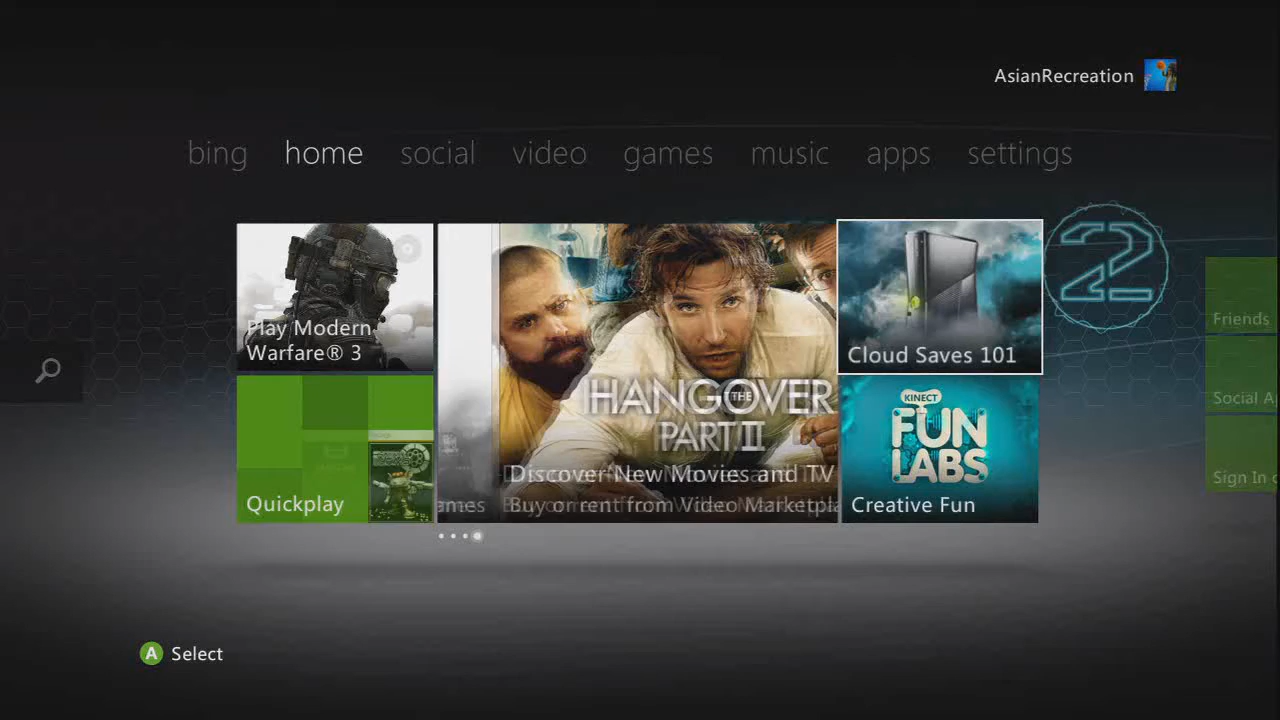 AsianRecreation
bing home social video games music apps settings
Play Modern
Warfare® 3
Quickplay
THE
HANGOVER
PART II
Discover New Movies and TV
ames
Buy or rent from Video Marketpla
2
Cloud Saves 101
KINECT
FUN
LABS
Creative Fun
Friends
Social A
Sign In
A Select